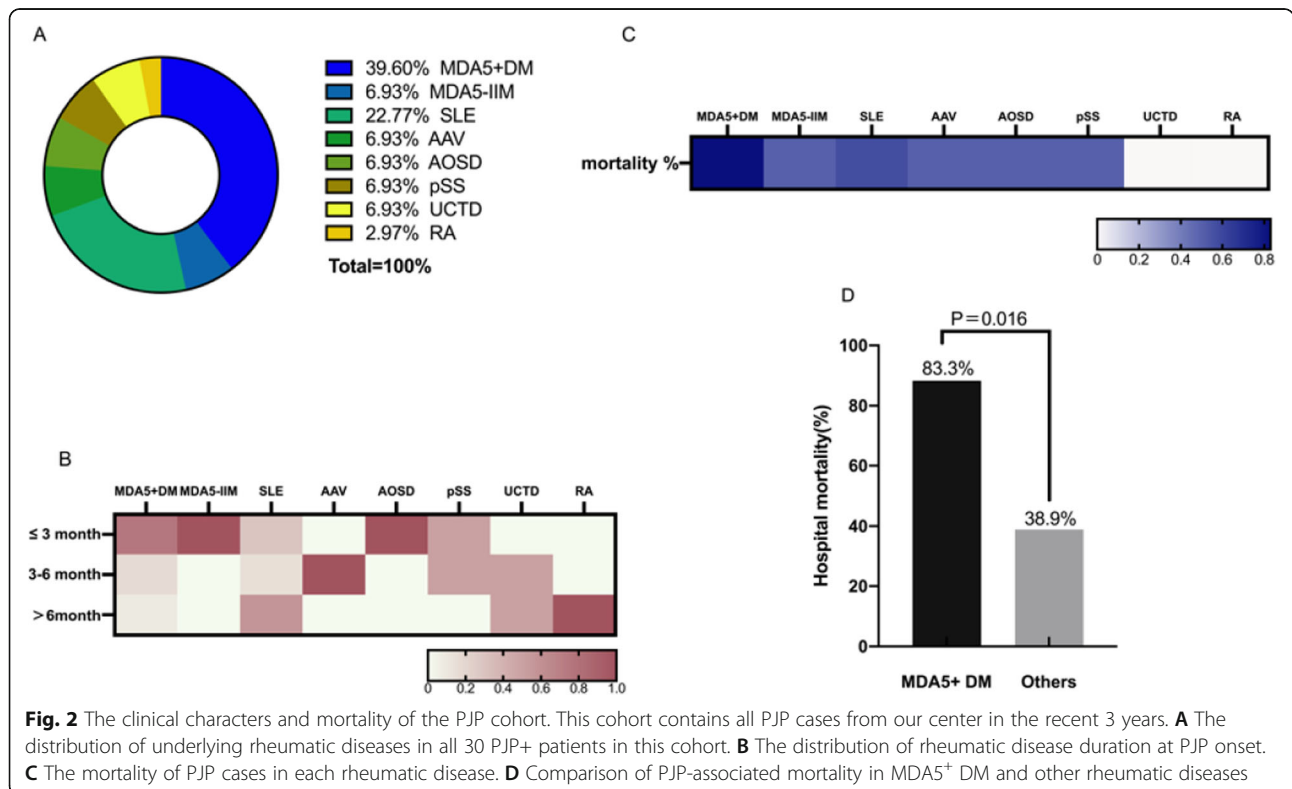 A
39.60% MDA5+DM
6.93% MDA5-IIM
22.77% SLE
6.93% AAV
6.93% AOSD
6.93% pSS
6.93% UCTD
2.97% RA
Total=100%
C
MDA5+DM MDA5-IIM SLE AAV AOSD pSS UCTD RA
mortality %
0 0.2 0.4 0.6 0.8
B
MDA5+DM MDA5-IIM SLE AAV AOSD pSS UCTD RA
≤ 3 month
3-6 month
>6month
0 0.2 0.4 0.6 0.8 1.0
D
P=0.016
Hospital mortality(%)
100
80
60
40
20
0
83.3%
38.9%
MDA5+ DM Others
Fig. 2 The clinical characters and mortality of the PJP cohort. This cohort contains all PJP cases from our center in the recent 3 years. A The
distribution of underlying rheumatic diseases in all 30 PJP+ patients in this cohort. B The distribution of rheumatic disease duration at PJP onset.
C The mortality of PJP cases in each rheumatic disease. D Comparison of PJP-associated mortality in MDA5⁺ DM and other rheumatic diseases